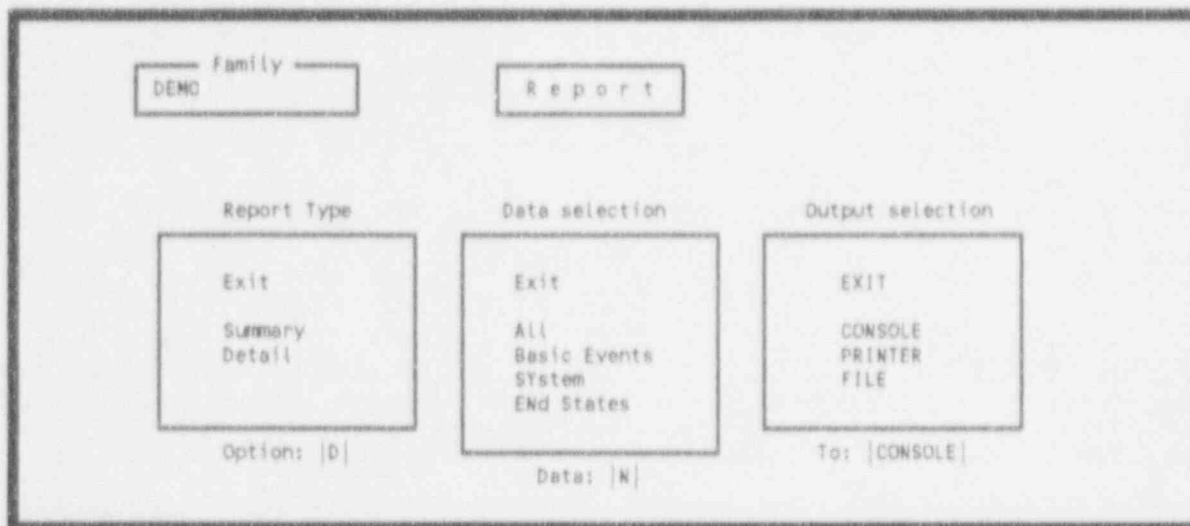 Family
DEMO
Report
Report Type
Exit
Summary
Detail
Option: |D|
Data selection
Exit
All
Basic Events
SYstem
ENd States
Data: |N|
Output selection
EXIT
CONSOLE
PRINTER
FILE
To: |CONSOLE|